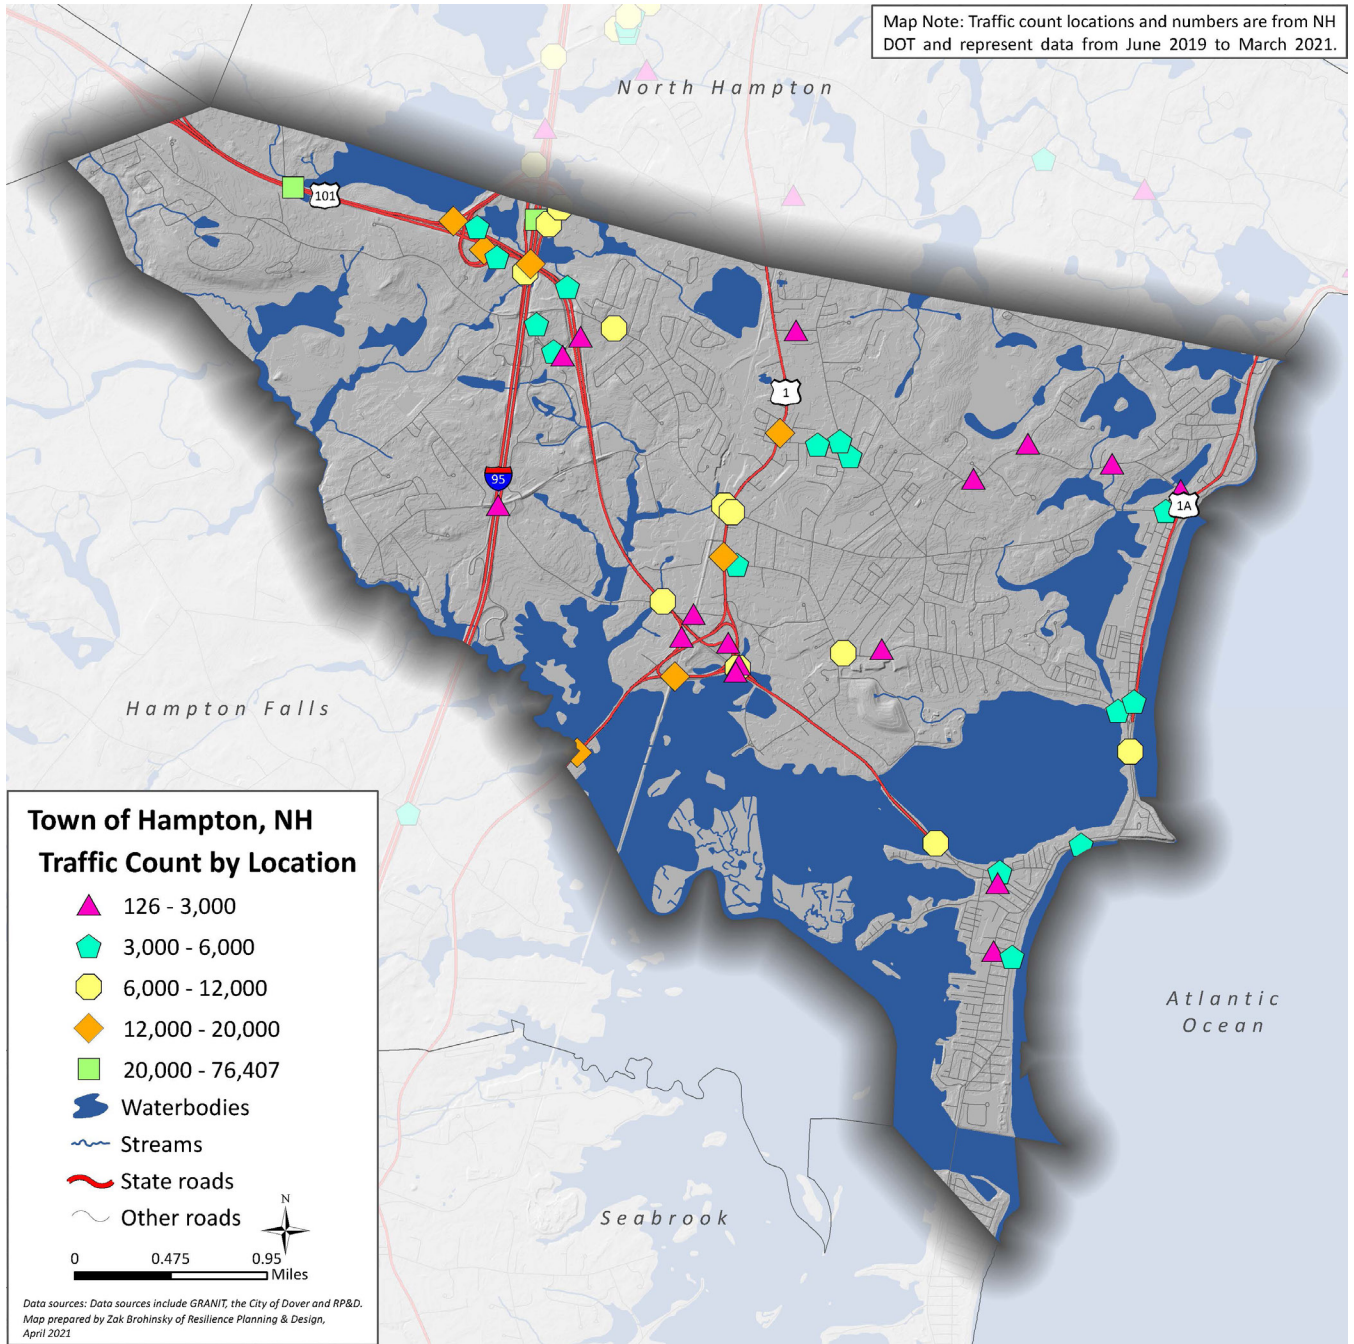 Map Note: Traffic count locations and numbers are from NH
DOT and represent data from June 2019 to March 2021.
North Hampton
101
1
95
1A
Hampton Falls
Atlantic
Ocean
Seabrook
Town of Hampton, NH
Traffic Count by Location
126 - 3,000
3,000 - 6,000
6,000 - 12,000
12,000 - 20,000
20,000 - 76,407
Waterbodies
Streams
State roads
Other roads
N
0 0.475 0.95
Miles
Data sources: Data sources include GRANIT, the City of Dover and RP&D.
Map prepared by Zak Brohinsky of Resilience Planning & Design,
April 2021